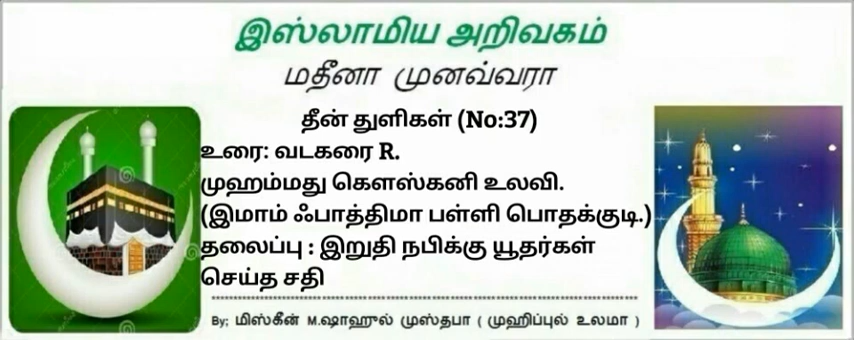 இஸ்லாமிய அறிவகம்
மதீனா முனவ்வரா
தீன் துளிகள் (No:37)
உரை: வடகரை R.
முஹம்மது கௌஸ்கனி உலவி.
(இமாம் ஃபாத்திமா பள்ளி பொதக்குடி.)
தலைப்பு : இறுதி நபிக்கு யூதர்கள்
செய்த சதி
By; மிஸ்கீன் M.ஷாஹுல் முஸ்தபா ( முஹிப்புல் உலமா )